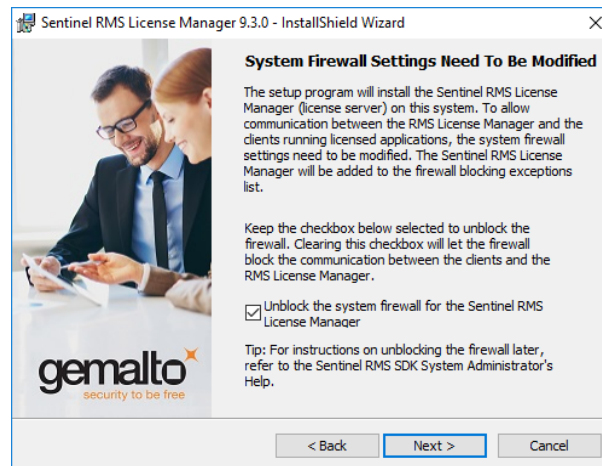 Sentinel RMS License Manager 9.3.0 - InstallShield Wizard
System Firewall Settings Need To Be Modified
The setup program will install the Sentinel RMS License
Manager (license server) on this system. To allow
communication between the RMS License Manager and the
clients running licensed applications, the system firewall
settings need to be modified. The Sentinel RMS License
Manager will be added to the firewall blocking exceptions
list.
Keep the checkbox below selected to unblock the
firewall. Clearing this checkbox will let the firewall
block the communication between the clients and the
RMS License Manager.
Unblock the system firewall for the Sentinel RMS
License Manager
Tip: For instructions on unblocking the firewall later,
refer to the Sentinel RMS SDK System Administrator's
Help.
gemalto
security to be free
< Back
Next >
Cancel